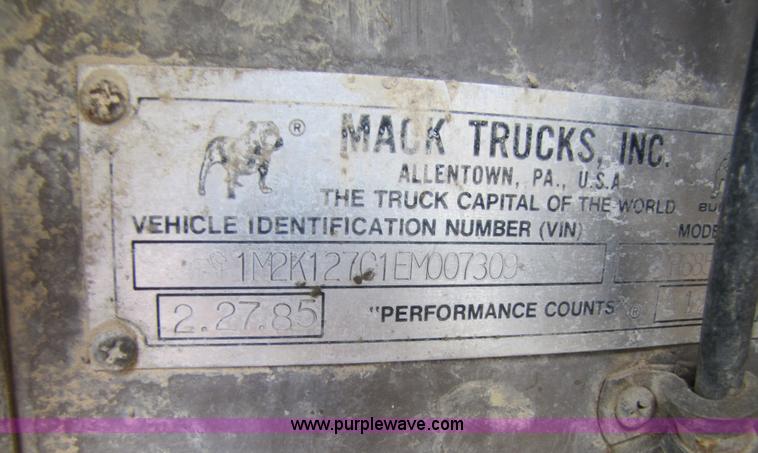 ®
MACK TRUCKS, INC.
ALLENTOWN, PA., U.S.A
THE TRUCK CAPITAL OF THE WORLD
VEHICLE IDENTIFICATION NUMBER (VIN)
1M2K127C1EM007309
2.27.85 "PERFORMANCE COUNTS" ®
www.purplewave.com